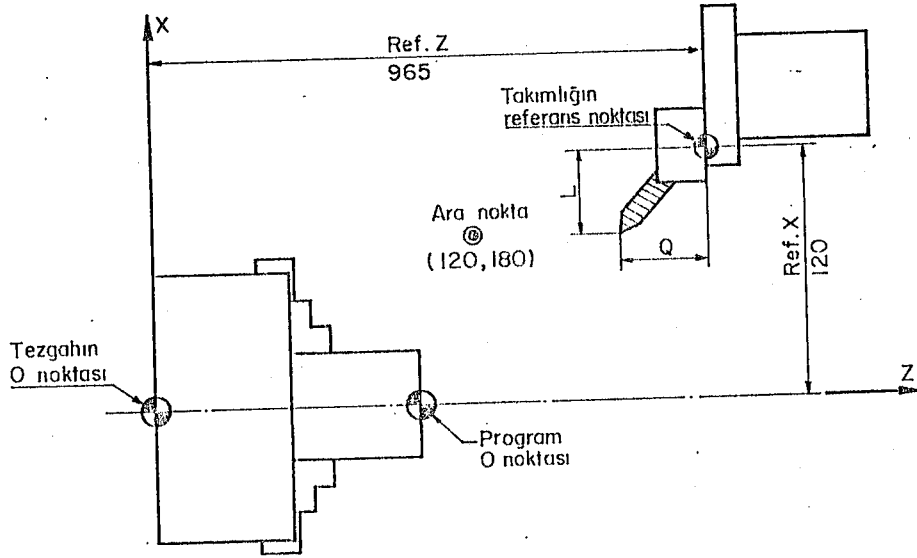 X
Ref. Z
965
Takımlığın
referans noktası
L
Ara nokta
(120,180)
Q
Ref. X
120
Tezgahın
O noktası
Z
Program
O noktası